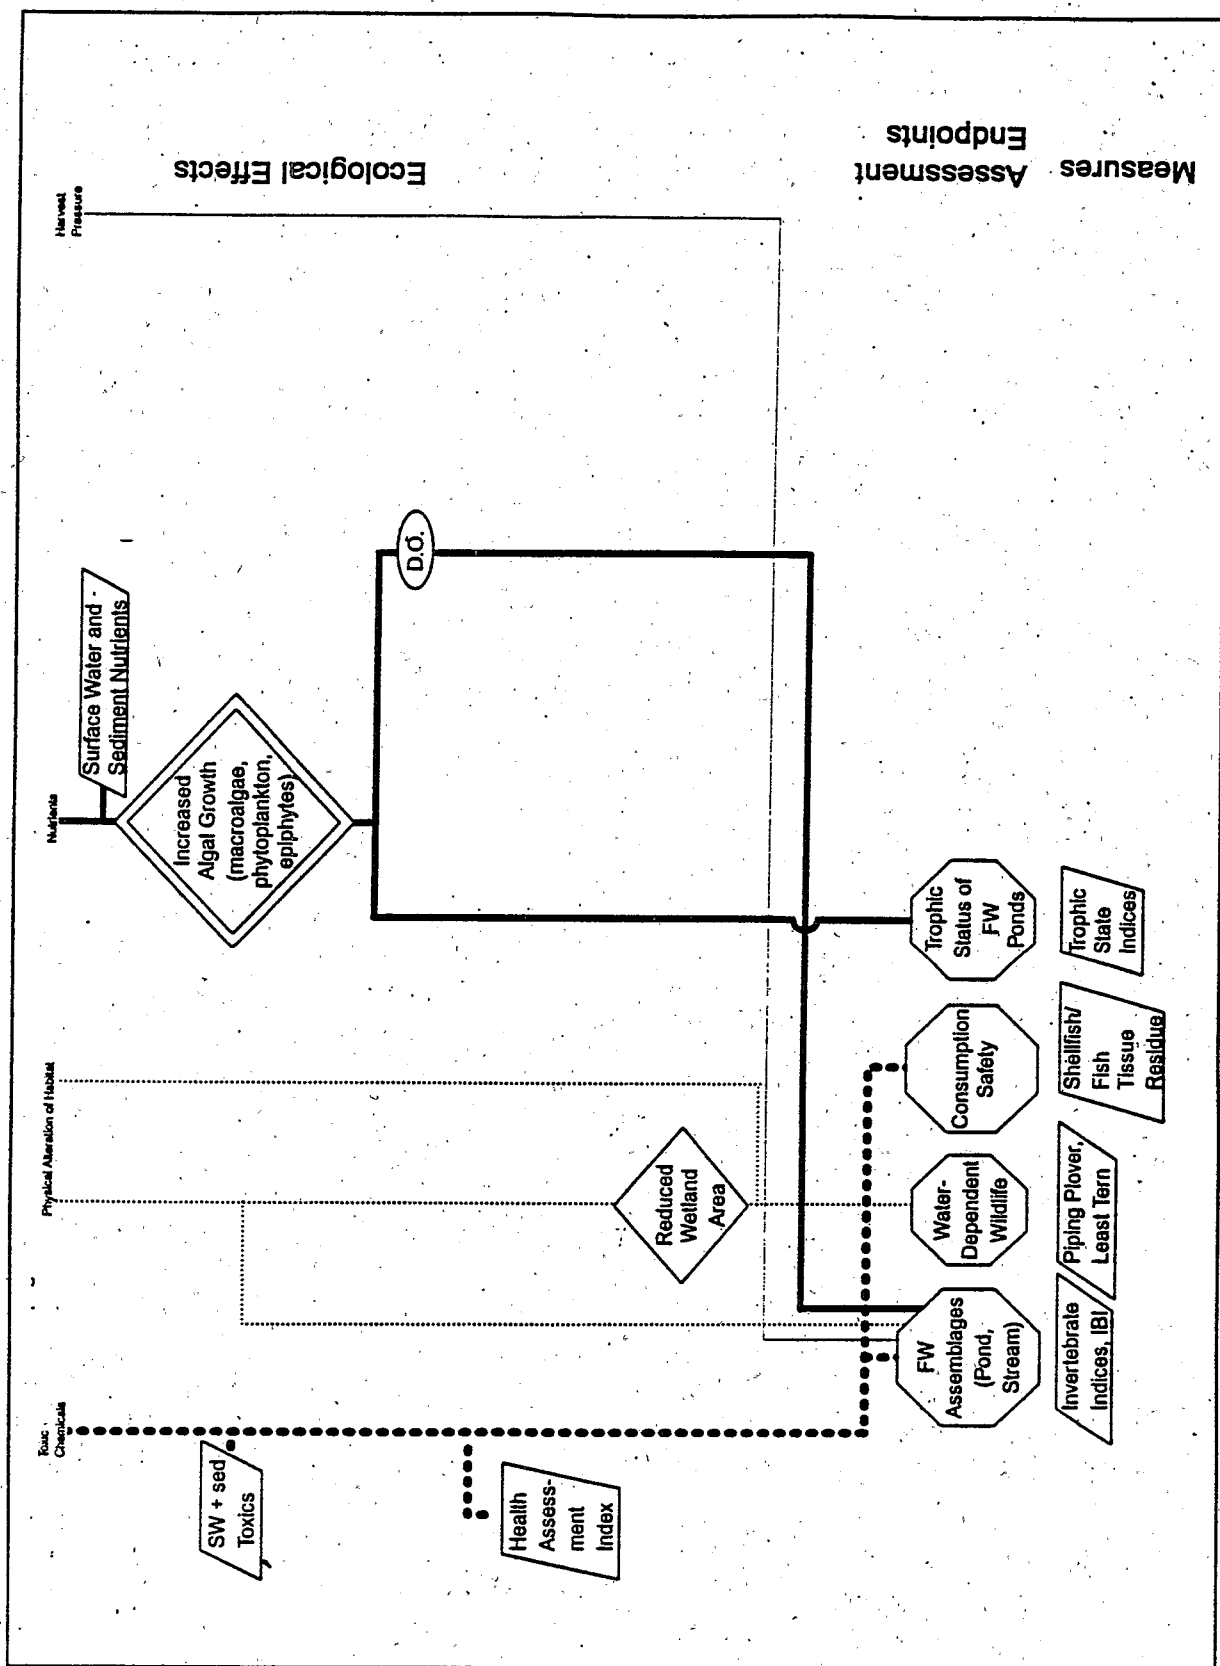 Toxic
Chemicals
Physical Alteration of Habitat
Nutrients
Harvest
Pressure
SW + sed
Toxics
Surface Water and
Sediment Nutrients
Increased
Algal Growth
(macroalgae,
phytoplankton,
epiphytes)
Ecological Effects
D.O.
Health
Assess-
ment
Index
Reduced
Wetland
Area
FW
Assemblages
(Pond,
Stream)
Water-
Dependent
Wildlife
Consumption
Safety
Trophic
Status of
FW
Ponds
Assessment
Endpoints
Invertebrate
Indices, IBI
Piping Plover,
Least Tern
Shellfish/
Fish
Tissue
Residue
Trophic
State
Indices
Measures